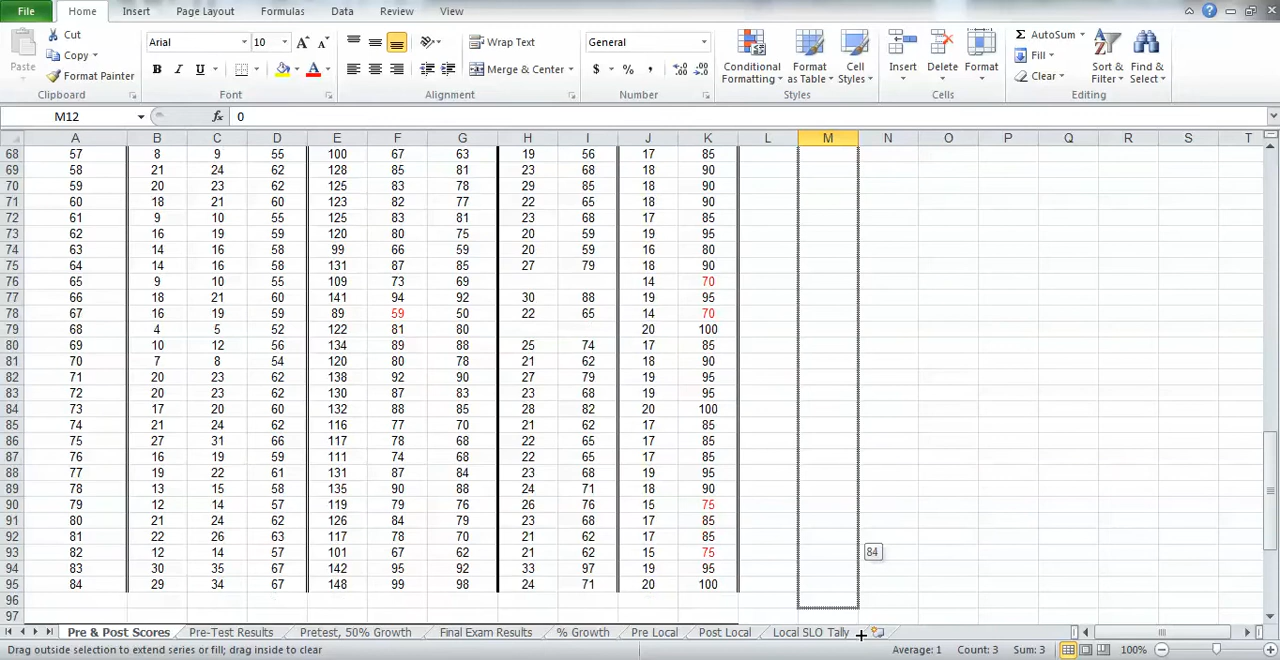 File Home Insert Page Layout Formulas Data Review View
Cut Arial 10 Wrap Text General AutoSum
Copy Fill
Paste Format Painter Merge & Center $ % , Conditional Formatting Format as Table Cell Styles Insert Delete Format Clear Sort & Filter Find & Select
Clipboard Font Alignment Number Styles Cells Editing
M12 fx 0
A B C D E F G H I J K L M N O P Q R S T
68 57 8 9 55 100 67 63 19 56 17 85
69 58 21 24 62 128 85 81 23 68 18 90
70 59 20 23 62 125 83 78 29 85 18 90
71 60 18 21 60 123 82 77 22 65 18 90
72 61 9 10 55 125 83 81 23 68 17 85
73 62 16 19 59 120 80 75 20 59 19 95
74 63 14 16 58 99 66 59 20 59 16 80
75 64 14 16 58 131 87 85 27 79 18 90
76 65 9 10 55 109 73 69 14 70
77 66 18 21 60 141 94 92 30 88 19 95
78 67 16 19 59 89 59 50 22 65 14 70
79 68 4 5 52 122 81 80 20 100
80 69 10 12 56 134 89 88 25 74 17 85
81 70 7 8 54 120 80 78 21 62 18 90
82 71 20 23 62 138 92 90 27 79 19 95
83 72 20 23 62 130 87 83 23 68 19 95
84 73 17 20 60 132 88 85 28 82 20 100
85 74 21 24 62 116 77 70 21 62 17 85
86 75 27 31 66 117 78 68 22 65 17 85
87 76 16 19 59 111 74 68 22 65 17 85
88 77 19 22 61 131 87 84 23 68 19 95
89 78 13 15 58 135 90 88 24 71 18 90
90 79 12 14 57 119 79 76 26 76 15 75
91 80 21 24 62 126 84 79 23 68 17 85
92 81 22 26 63 117 78 70 21 62 17 85
93 82 12 14 57 101 67 62 21 62 15 75 84
94 83 30 35 67 142 95 92 33 97 19 95
95 84 29 34 67 148 99 98 24 71 20 100
96
97
Pre & Post Scores Pre-Test Results Pretest, 50% Growth Final Exam Results % Growth Pre Local Post Local Local SLO Tally
Drag outside selection to extend series or fill; drag inside to clear Average: 1 Count: 3 Sum: 3 100%